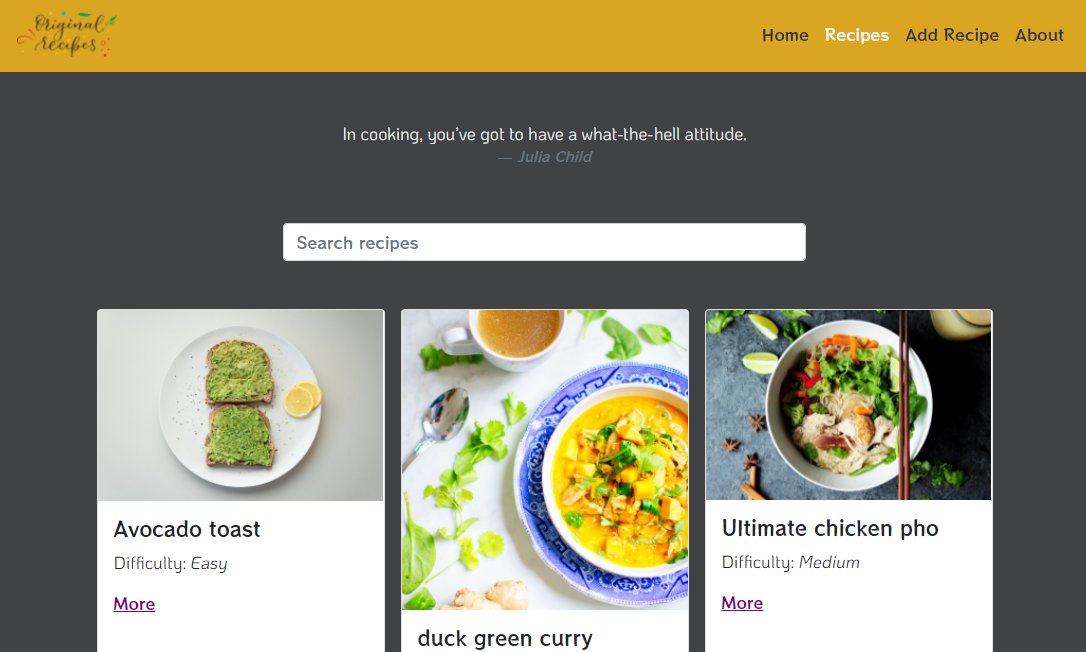 Original
recipes
Home Recipes Add Recipe About
In cooking, you've got to have a what-the-hell attitude.
— Julia Child
Search recipes
Avocado toast
Difficulty: Easy
More
duck green curry
Ultimate chicken pho
Difficulty: Medium
More